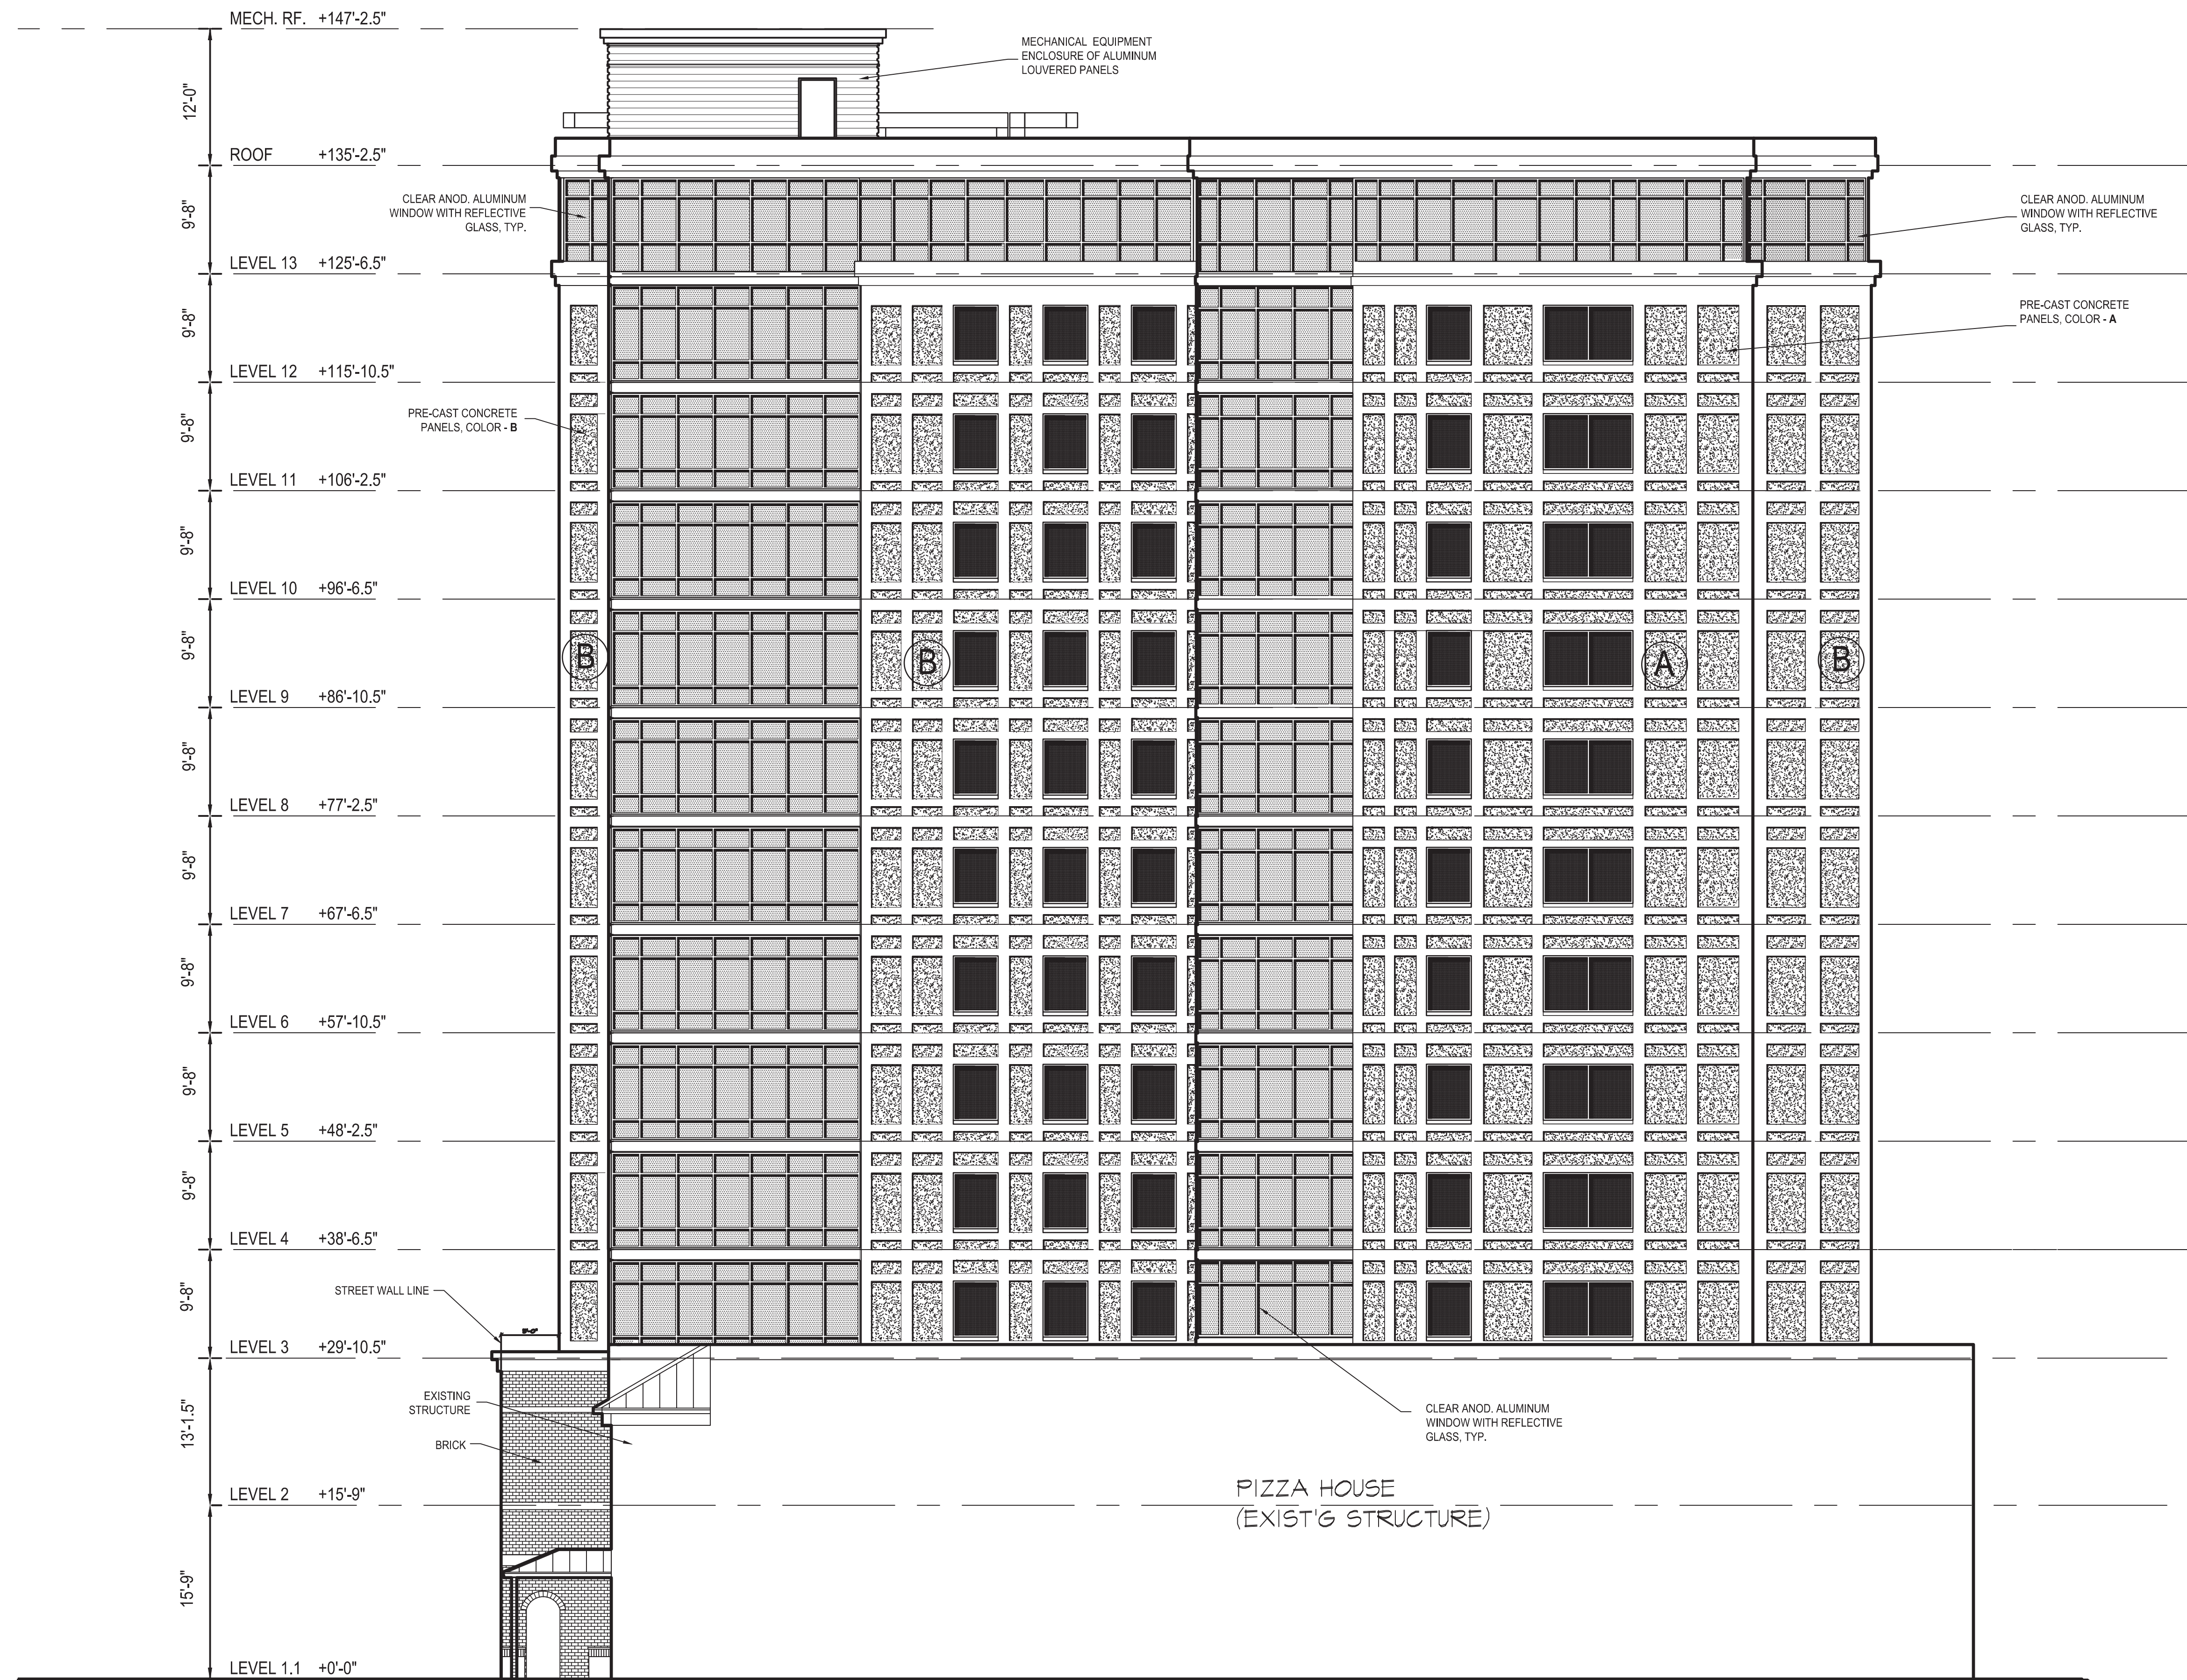 MECH. RF. +147'-2.5"
MECHANICAL EQUIPMENT
ENCLOSURE OF ALUMINUM
LOUVERED PANELS
12'-0"
ROOF +135'-2.5"
CLEAR ANOD. ALUMINUM
WINDOW WITH REFLECTIVE
GLASS, TYP.
CLEAR ANOD. ALUMINUM
WINDOW WITH REFLECTIVE
GLASS, TYP.
9'-8"
LEVEL 13 +125'-6.5"
PRE-CAST CONCRETE
PANELS, COLOR - A
9'-8"
LEVEL 12 +115'-10.5"
PRE-CAST CONCRETE
PANELS, COLOR - B
9'-8"
LEVEL 11 +106'-2.5"
9'-8"
LEVEL 10 +96'-6.5"
9'-8"
B
B
A
B
LEVEL 9 +86'-10.5"
9'-8"
LEVEL 8 +77'-2.5"
9'-8"
LEVEL 7 +67'-6.5"
9'-8"
LEVEL 6 +57'-10.5"
9'-8"
LEVEL 5 +48'-2.5"
9'-8"
LEVEL 4 +38'-6.5"
9'-8"
STREET WALL LINE
LEVEL 3 +29'-10.5"
EXISTING
STRUCTURE
13'-1.5"
BRICK
CLEAR ANOD. ALUMINUM
WINDOW WITH REFLECTIVE
GLASS, TYP.
LEVEL 2 +15'-9"
PIZZA HOUSE
(EXIST'G STRUCTURE)
15'-9"
LEVEL 1.1 +0'-0"